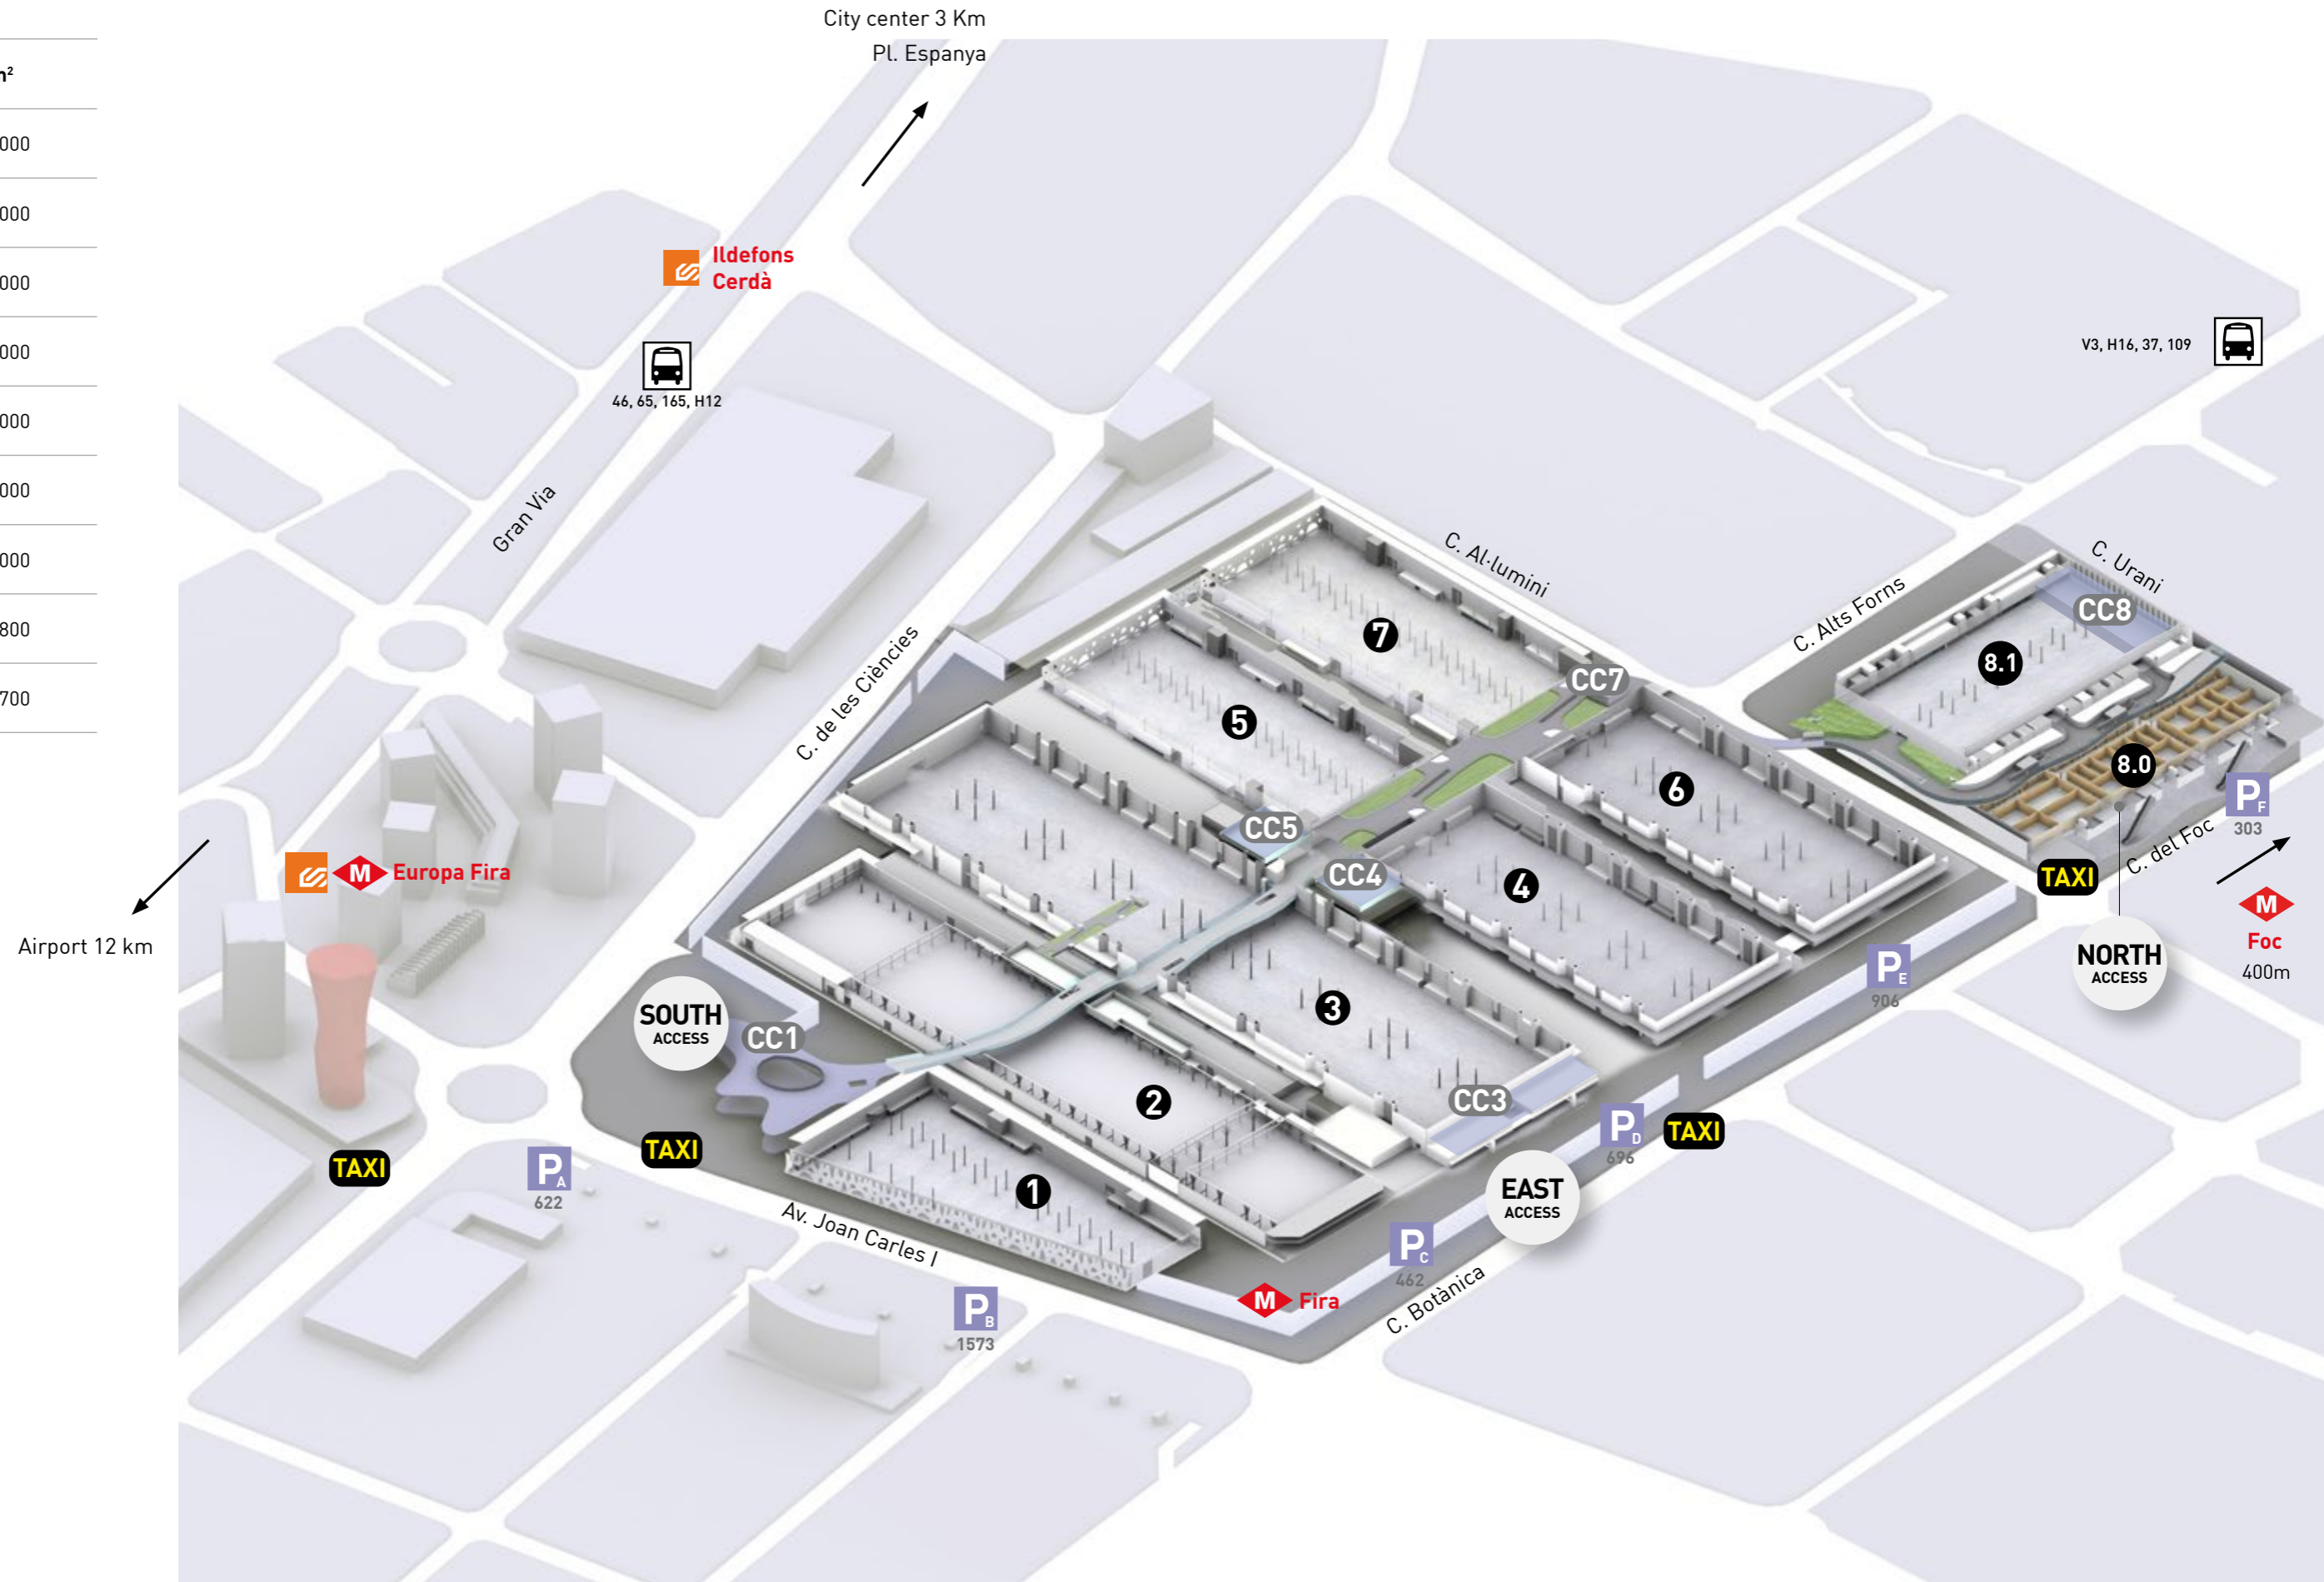 City center 3 Km
Pl. Espanya
000
000
000
000
000
000
000
800
700
Ildefons
Cerdà
46, 65, 165, H12
V3, H16, 37, 109
Gran Via
C. de les Ciències
C. Al·lumini
C. Alts Forns
C. Urani
CC8
8.1
8.0
7
CC7
5
6
CC5
CC4
4
3
CC3
2
1
CC1
P F
303
C. del Foc
TAXI
M
Foc
400m
NORTH
ACCESS
P E
906
M Europa Fira
Airport 12 km
SOUTH
ACCESS
TAXI
P A
622
TAXI
Av. Joan Carles I
P B
1573
M Fira
P C
462
C. Botànica
EAST
ACCESS
P D
696
TAXI